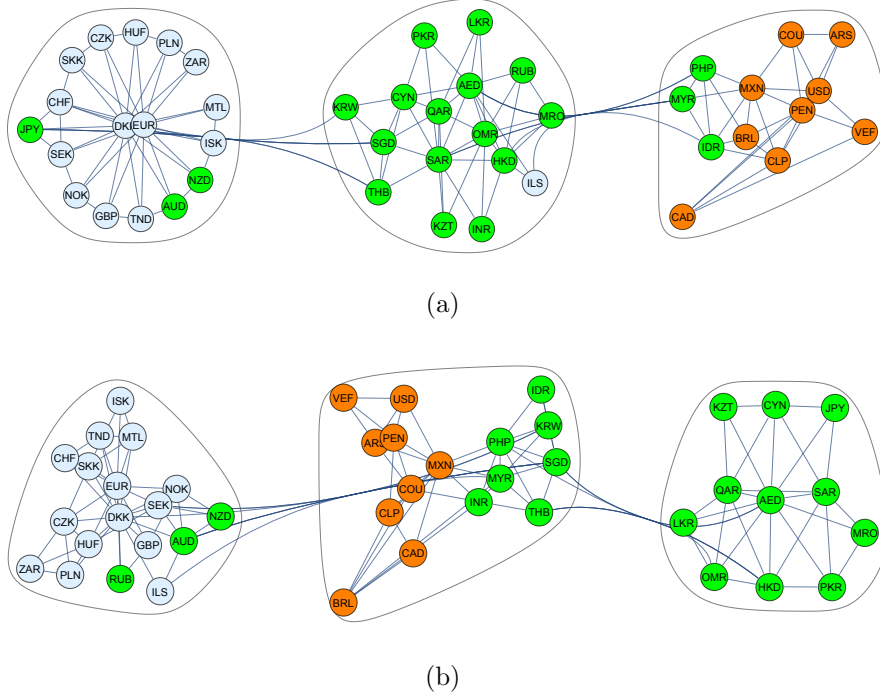 HUF
CZK
PLN
SKK
ZAR
CHF
MTL
JPY
DK
EUR
ISK
SEK
NZD
NOK
AUD
GBP
TND
LKR
PKR
RUB
AED
CYN
KRW
QAR
MRO
OMR
SGD
SAR
HKD
ILS
THB
KZT
INR
COU
ARS
PHP
MXN
USD
MYR
PEN
BRL
VEF
IDR
CLP
CAD
(a)
ISK
TND
MTL
CHF
SKK
EUR
NOK
SEK
DKK
NZD
CZK
HUF
GBP
AUD
ZAR
PLN
RUB
ILS
VEF
USD
IDR
KRW
PEN
ARS
PHP
MXN
SGD
MYR
COU
INR
CLP
THB
CAD
BRL
KZT
CYN
JPY
QAR
AED
SAR
LKR
MRO
OMR
HKD
PKR
(b)